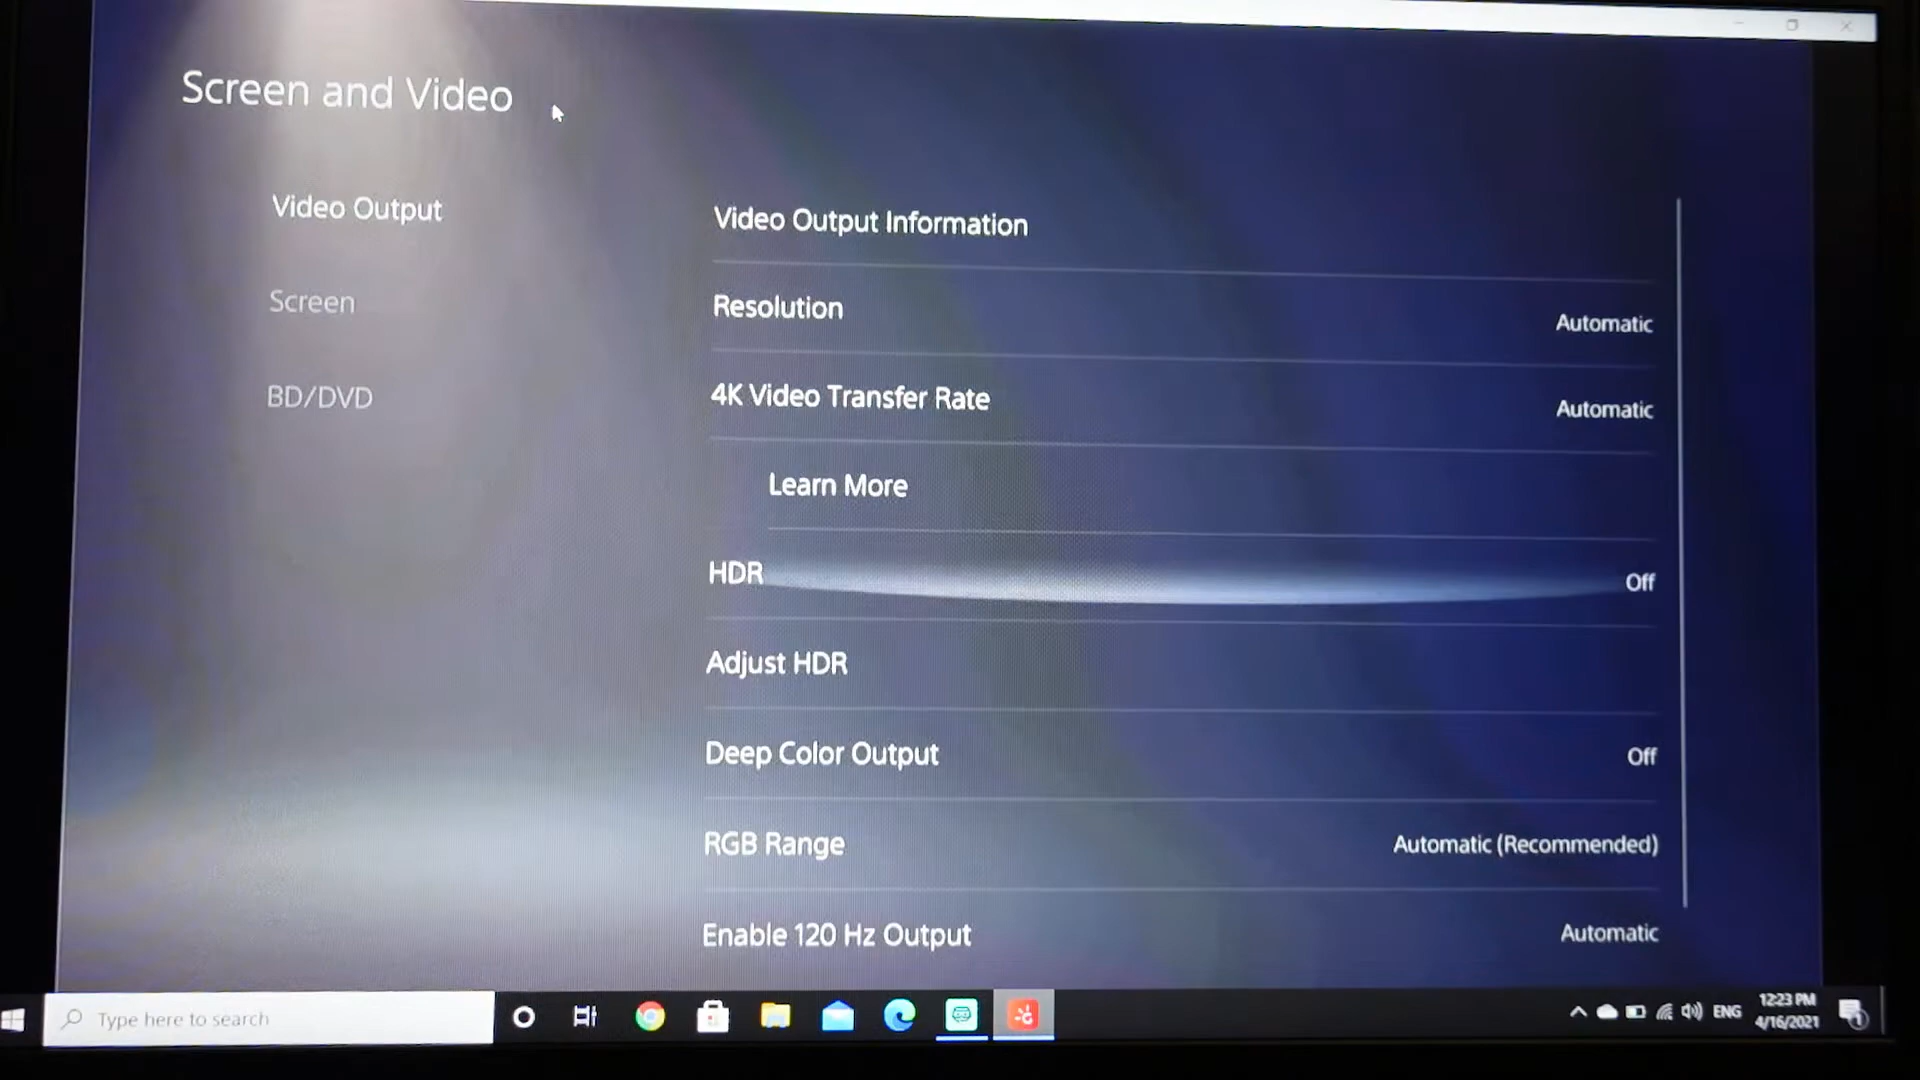 Screen and Video
Video Output
Screen
BD/DVD
Video Output Information
Resolution Automatic
4K Video Transfer Rate Automatic
Learn More
HDR Off
Adjust HDR
Deep Color Output Off
RGB Range Automatic (Recommended)
Enable 120 Hz Output Automatic
Type here to search
ENG
12:23 PM
4/16/2021
1